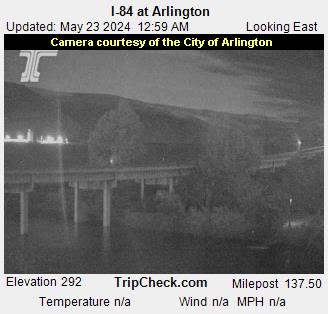 I-84 at Arlington
Updated: May 23 2024 12:59 AM Looking East
Camera courtesy of the City of Arlington
Elevation 292 TripCheck.com Milepost 137.50
Temperature n/a Wind n/a MPH n/a